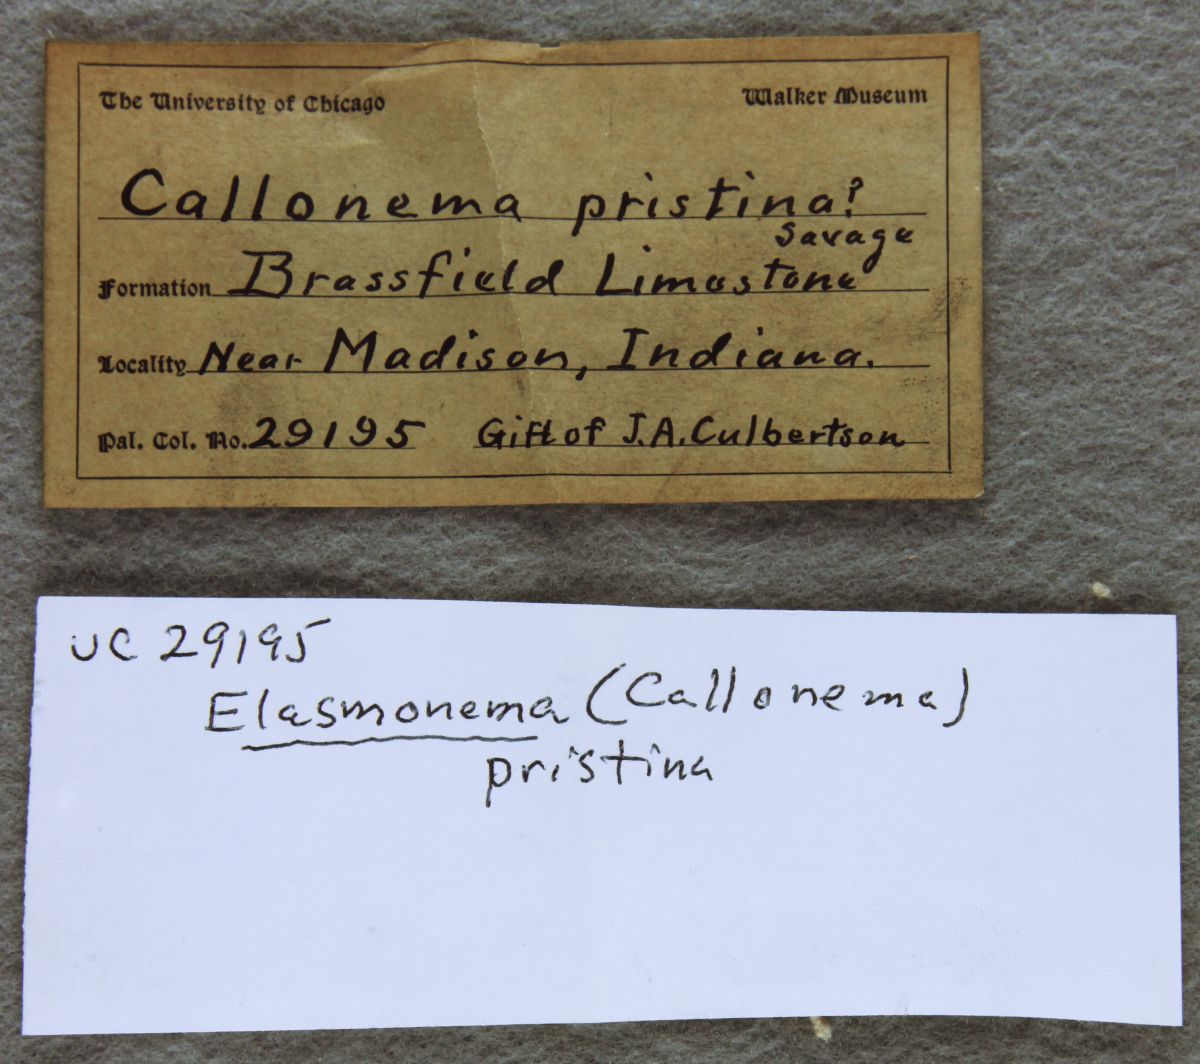 The University of Chicago Walker Museum
Callonema pristina?
Savage
Formation Brassfield Limestone
Locality Near Madison, Indiana.
Pal. Col. No. 29195 Gift of J.A. Culbertson
UC 29195
Elasmonema (Callonema)
pristina